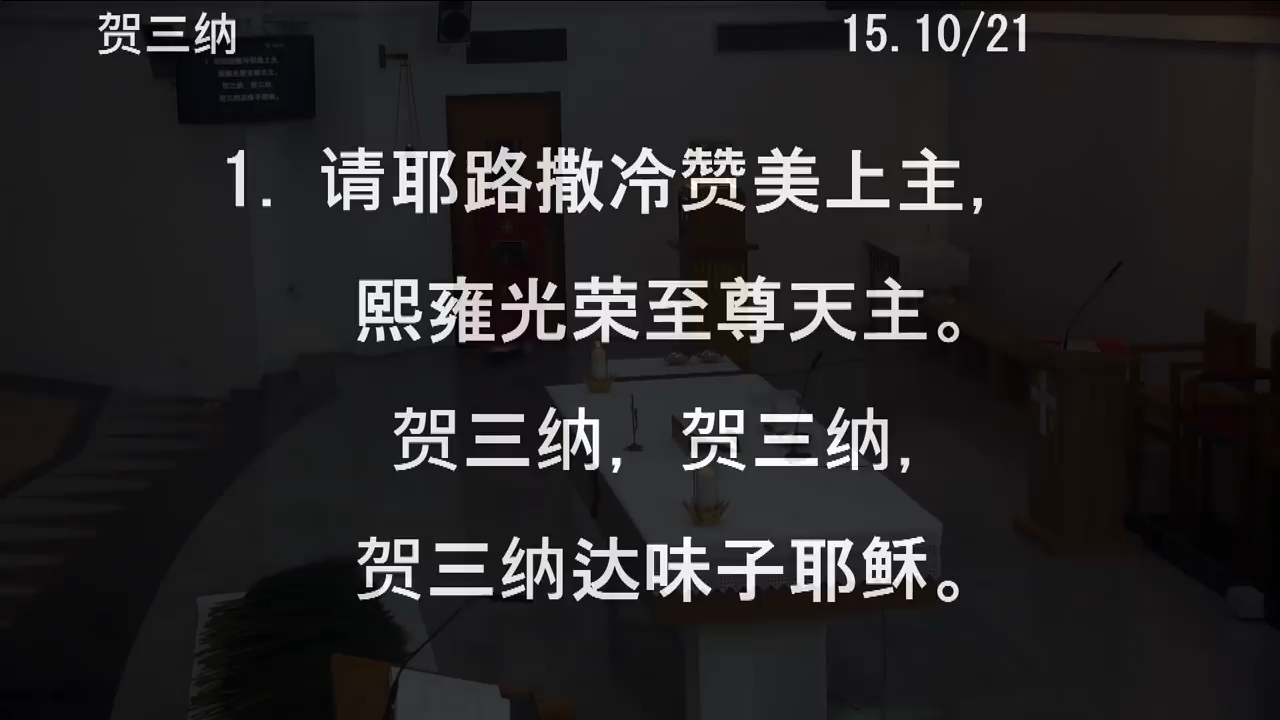 贺三纳 15.10/21
1. 请耶路撒冷赞美上主,
熙雍光荣至尊天主。
贺三纳, 贺三纳,
贺三纳达味子耶稣。